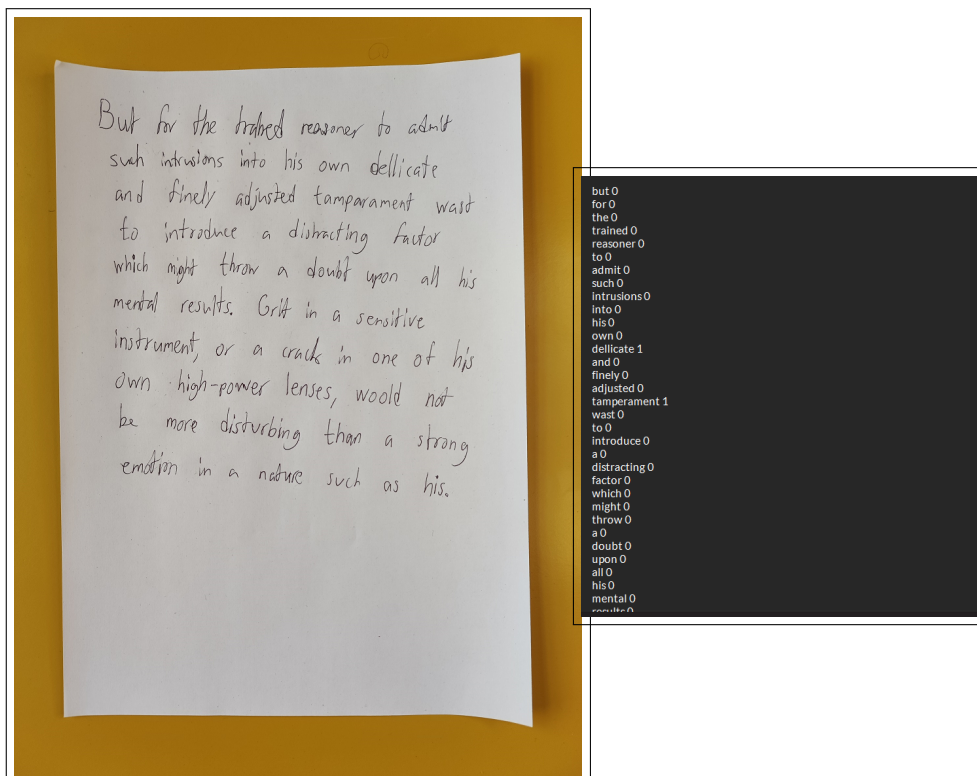 But for the trained reasoner to admit
such intrusions into his own dellicate
and finely adjusted tamparament wast
to introduce a distracting factor
which might throw a doubt upon all his
mental results. Grit in a sensitive
instrument, or a crack in one of his
own high-power lenses, woold not
be more disturbing than a strong
emotion in a nature such as his.
but 0
for 0
the 0
trained 0
reasoner 0
to 0
admit 0
such 0
intrusions 0
into 0
his 0
own 0
dellicate 1
and 0
finely 0
adjusted 0
tamperament 1
wast 0
to 0
introduce 0
a 0
distracting 0
factor 0
which 0
might 0
throw 0
a 0
doubt 0
upon 0
all 0
his 0
mental 0
results 0